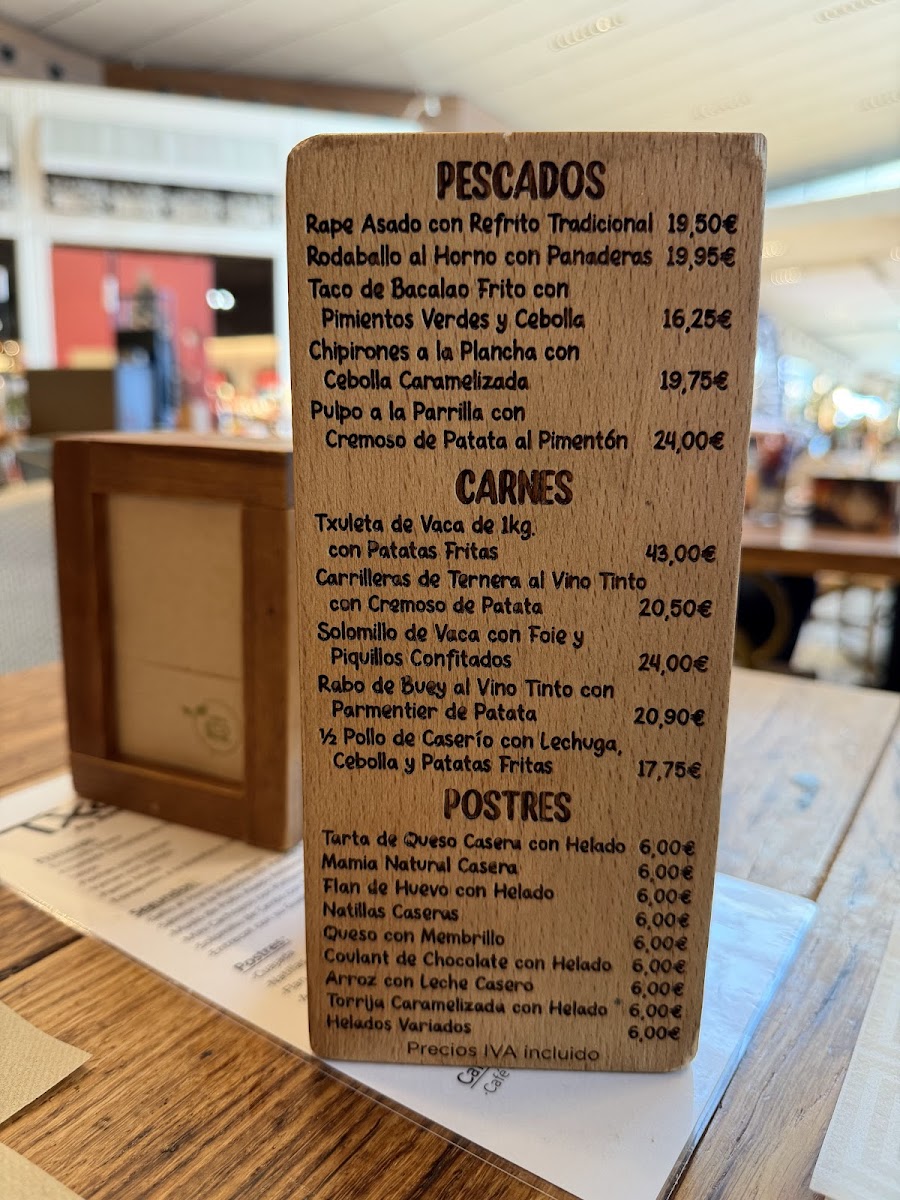 PESCADOS
Rape Asado con Refrito Tradicional 19,50€
Rodaballo al Horno con Panaderas 19,95€
Taco de Bacalao Frito con
Pimientos Verdes y Cebolla 16,25€
Chipirones a la Plancha con
Cebolla Caramelizada 19,75€
Pulpo a la Parrilla con
Cremoso de Patata al Pimentón 24,00€
CARNES
Txuleta de Vaca de 1kg.
con Patatas Fritas 43,00€
Carrilleras de Ternera al Vino Tinto
con Cremoso de Patata 20,50€
Solomillo de Vaca con Foie y
Piquillos Confitados 24,00€
Rabo de Buey al Vino Tinto con
Parmentier de Patata 20,90€
½ Pollo de Caserío con Lechuga,
Cebolla y Patatas Fritas 17,75€
POSTRES
Tarta de Queso Casera con Helado 6,00€
Mamia Natural Casera 6,00€
Flan de Huevo con Helado 6,00€
Natillas Caseras 6,00€
Queso con Membrillo 6,00€
Coulant de Chocolate con Helado 6,00€
Arroz con Leche Casero 6,00€
Torrija Caramelizada con Helado 6,00€
Helados Variados 6,00€
Precios IVA incluido
Postres:
-Café